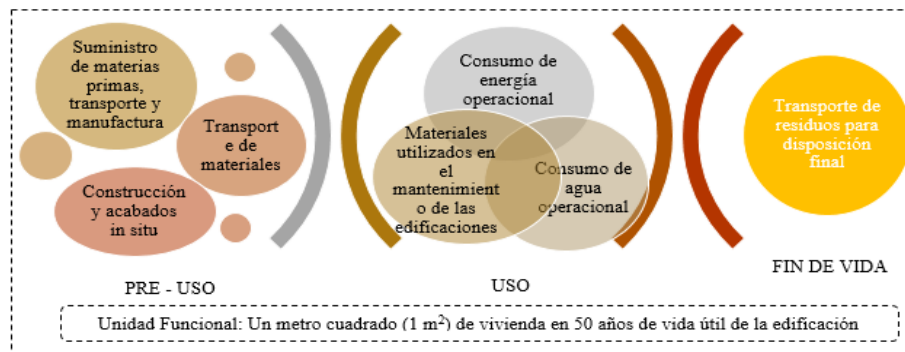 Suministro
de materias
primas,
transporte y
manufactura
Transport
e de
materiales
Construcción
y acabados
in situ
PRE - USO
Consumo de
energía
operacional
Materiales
utilizados en
el
mantenimient
o de las
edificaciones
Consumo de
agua
operacional
USO
Transporte de
residuos para
disposición
final
FIN DE VIDA
Unidad Funcional: Un metro cuadrado (1 m²) de vivienda en 50 años de vida útil de la edificación